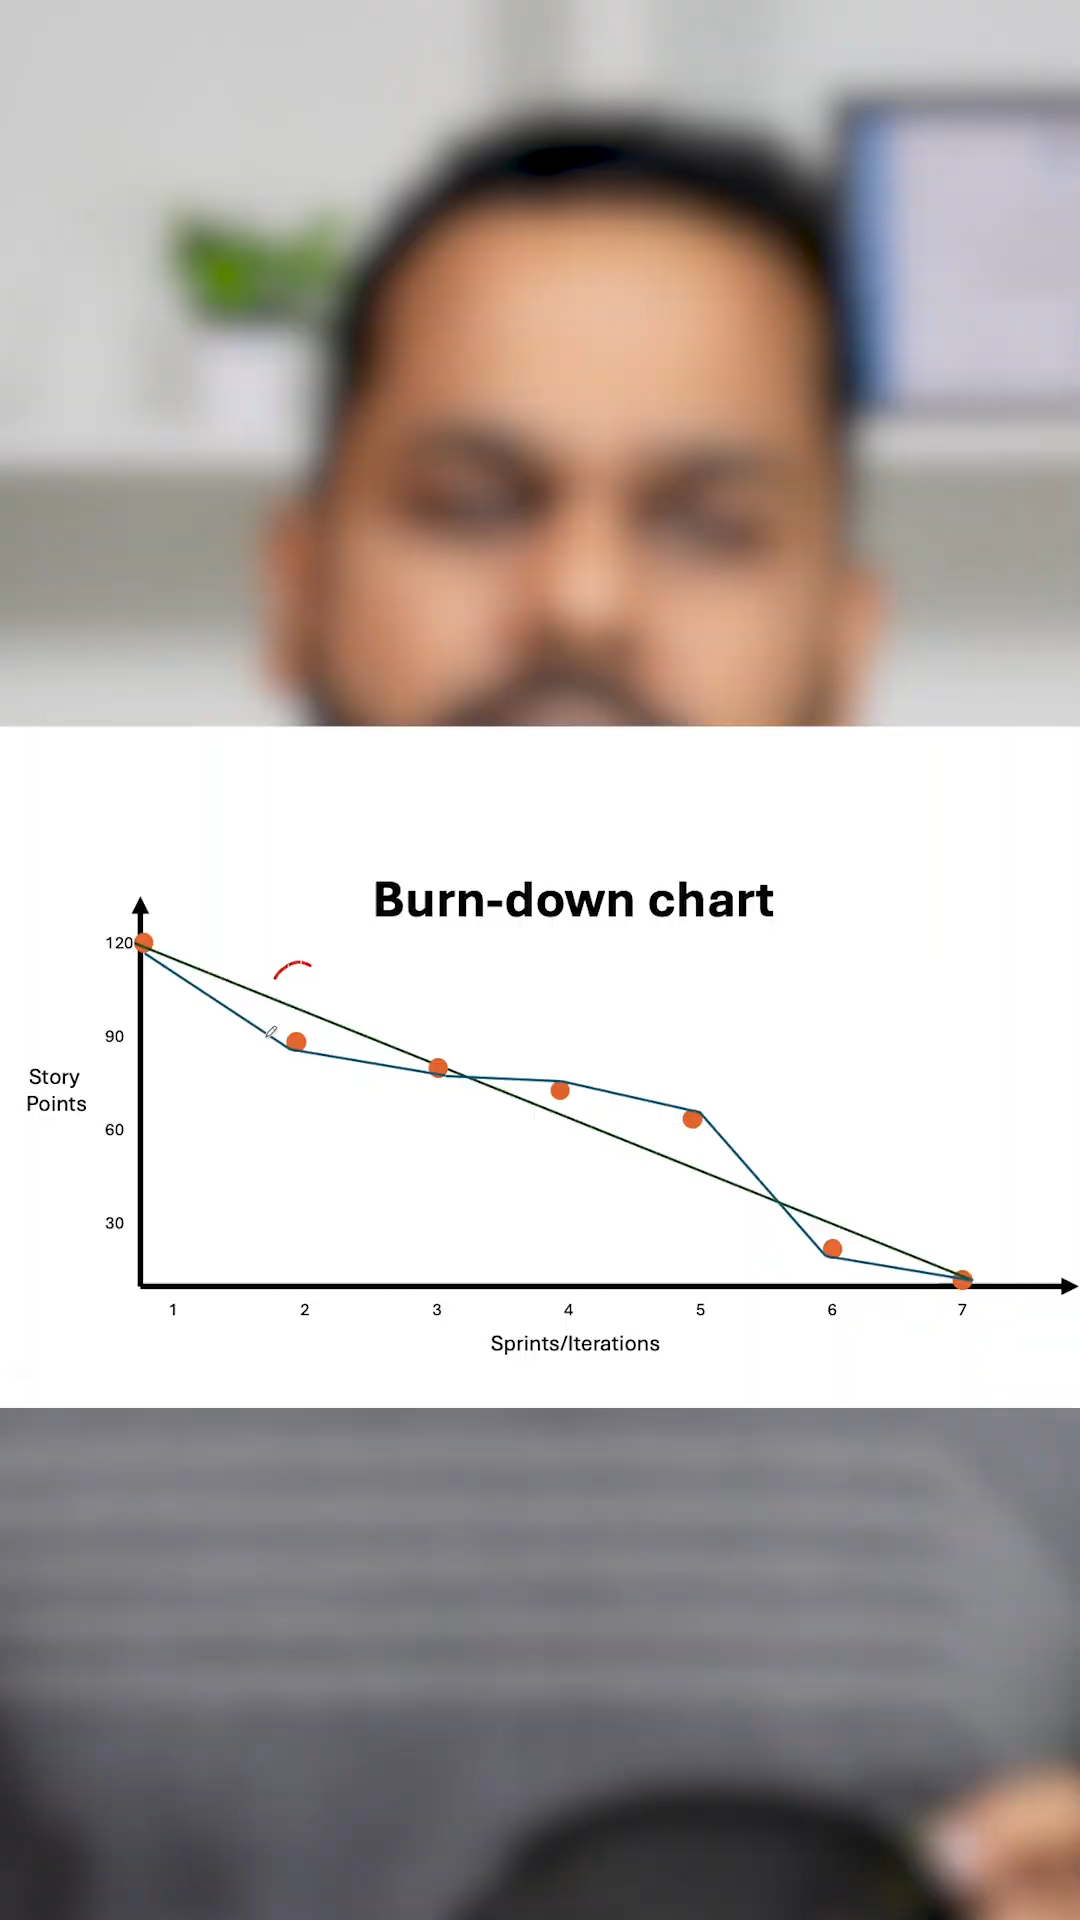 Burn-down chart
120
90
Story
Points
60
30
1 2 3 4 5 6 7
Sprints/Iterations